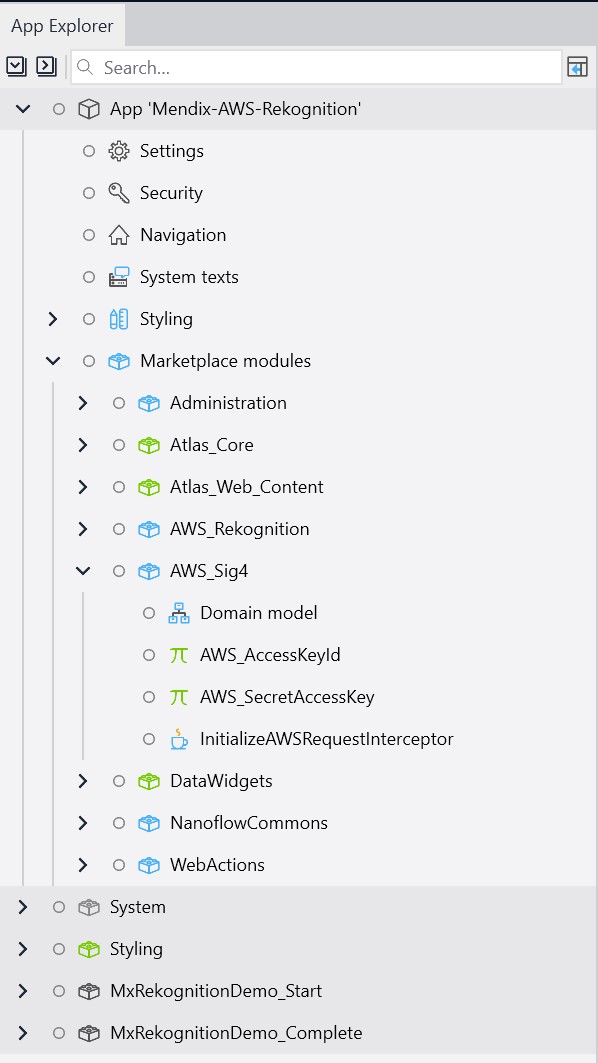 App Explorer
Search...
App 'Mendix-AWS-Rekognition'
Settings
Security
Navigation
System texts
Styling
Marketplace modules
Administration
Atlas_Core
Atlas_Web_Content
AWS_Rekognition
AWS_Sig4
Domain model
AWS_AccessKeyId
AWS_SecretAccessKey
InitializeAWSRequestInterceptor
DataWidgets
NanoflowCommons
WebActions
System
Styling
MxRekognitionDemo_Start
MxRekognitionDemo_Complete